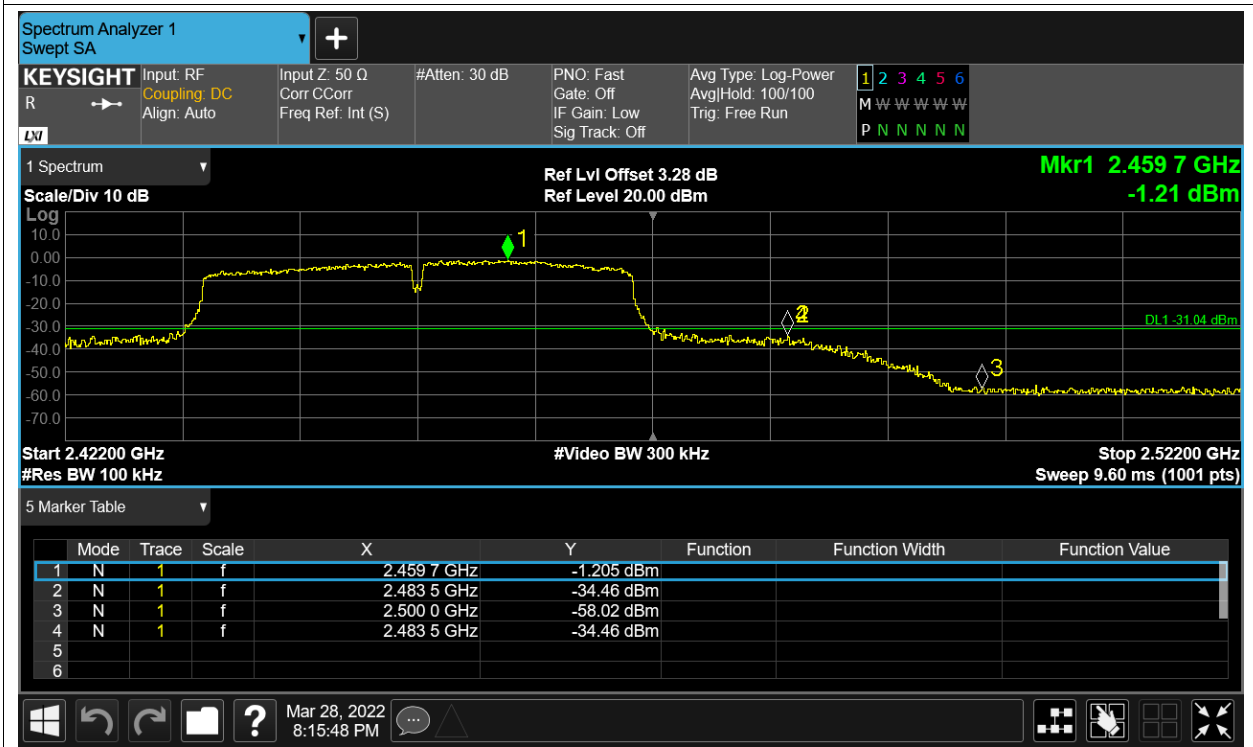 Spectrum Analyzer 1
Swept SA
KEYSIGHT
R
LXI
Input: RF
Coupling: DC
Align: Auto
Input Z: 50 Ω
Corr CCorr
Freq Ref: Int (S)
#Atten: 30 dB
PNO: Fast
Gate: Off
IF Gain: Low
Sig Track: Off
Avg Type: Log-Power
Avg|Hold: 100/100
Trig: Free Run
1 2 3 4 5 6
M W W W W W
P N N N N N
1 Spectrum
Scale/Div 10 dB
Ref Lvl Offset 3.28 dB
Ref Level 20.00 dBm
Mkr1 2.459 7 GHz
-1.21 dBm
Log
10.0
0.00
-10.0
-20.0
-30.0
-40.0
-50.0
-60.0
-70.0
1
2
3
DL1 -31.04 dBm
Start 2.42200 GHz
#Res BW 100 kHz
#Video BW 300 kHz
Stop 2.52200 GHz
Sweep 9.60 ms (1001 pts)
5 Marker Table
Mode Trace Scale X Y Function Function Width Function Value
1 N 1 f 2.459 7 GHz -1.205 dBm
2 N 1 f 2.483 5 GHz -34.46 dBm
3 N 1 f 2.500 0 GHz -58.02 dBm
4 N 1 f 2.483 5 GHz -34.46 dBm
5
6
?
Mar 28, 2022
8:15:48 PM